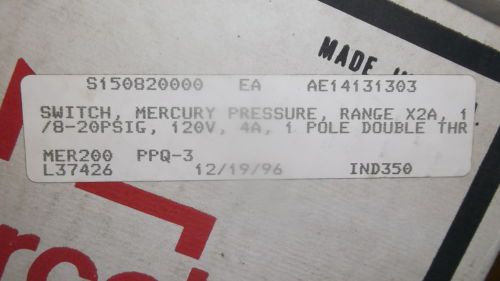 MADE
S150820000 EA AE14131303
SWITCH, MERCURY PRESSURE, RANGE X2A, 1
/8-20PSIG, 120V, 4A, 1 POLE DOUBLE THR
MER200 PPQ-3
L37426 12/19/96 IND350